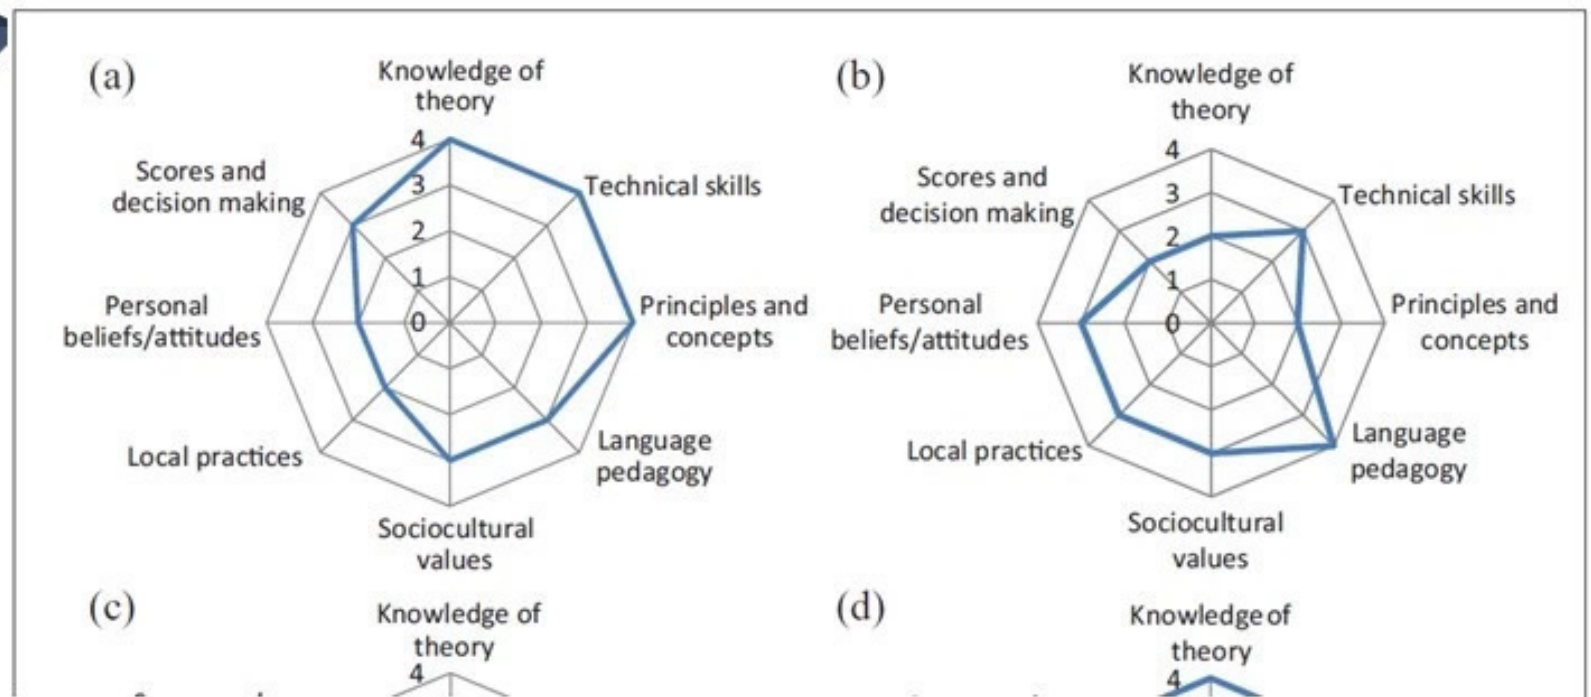 (a)
Knowledge of
theory
4
3
2
1
0
Technical skills
Principles and
concepts
Language
pedagogy
Sociocultural
values
Local practices
Personal
beliefs/attitudes
Scores and
decision making
(b)
Knowledge of
theory
4
3
2
1
0
Technical skills
Principles and
concepts
Language
pedagogy
Sociocultural
values
Local practices
Personal
beliefs/attitudes
Scores and
decision making
(c)
Knowledge of
theory
4
(d)
Knowledge of
theory
4